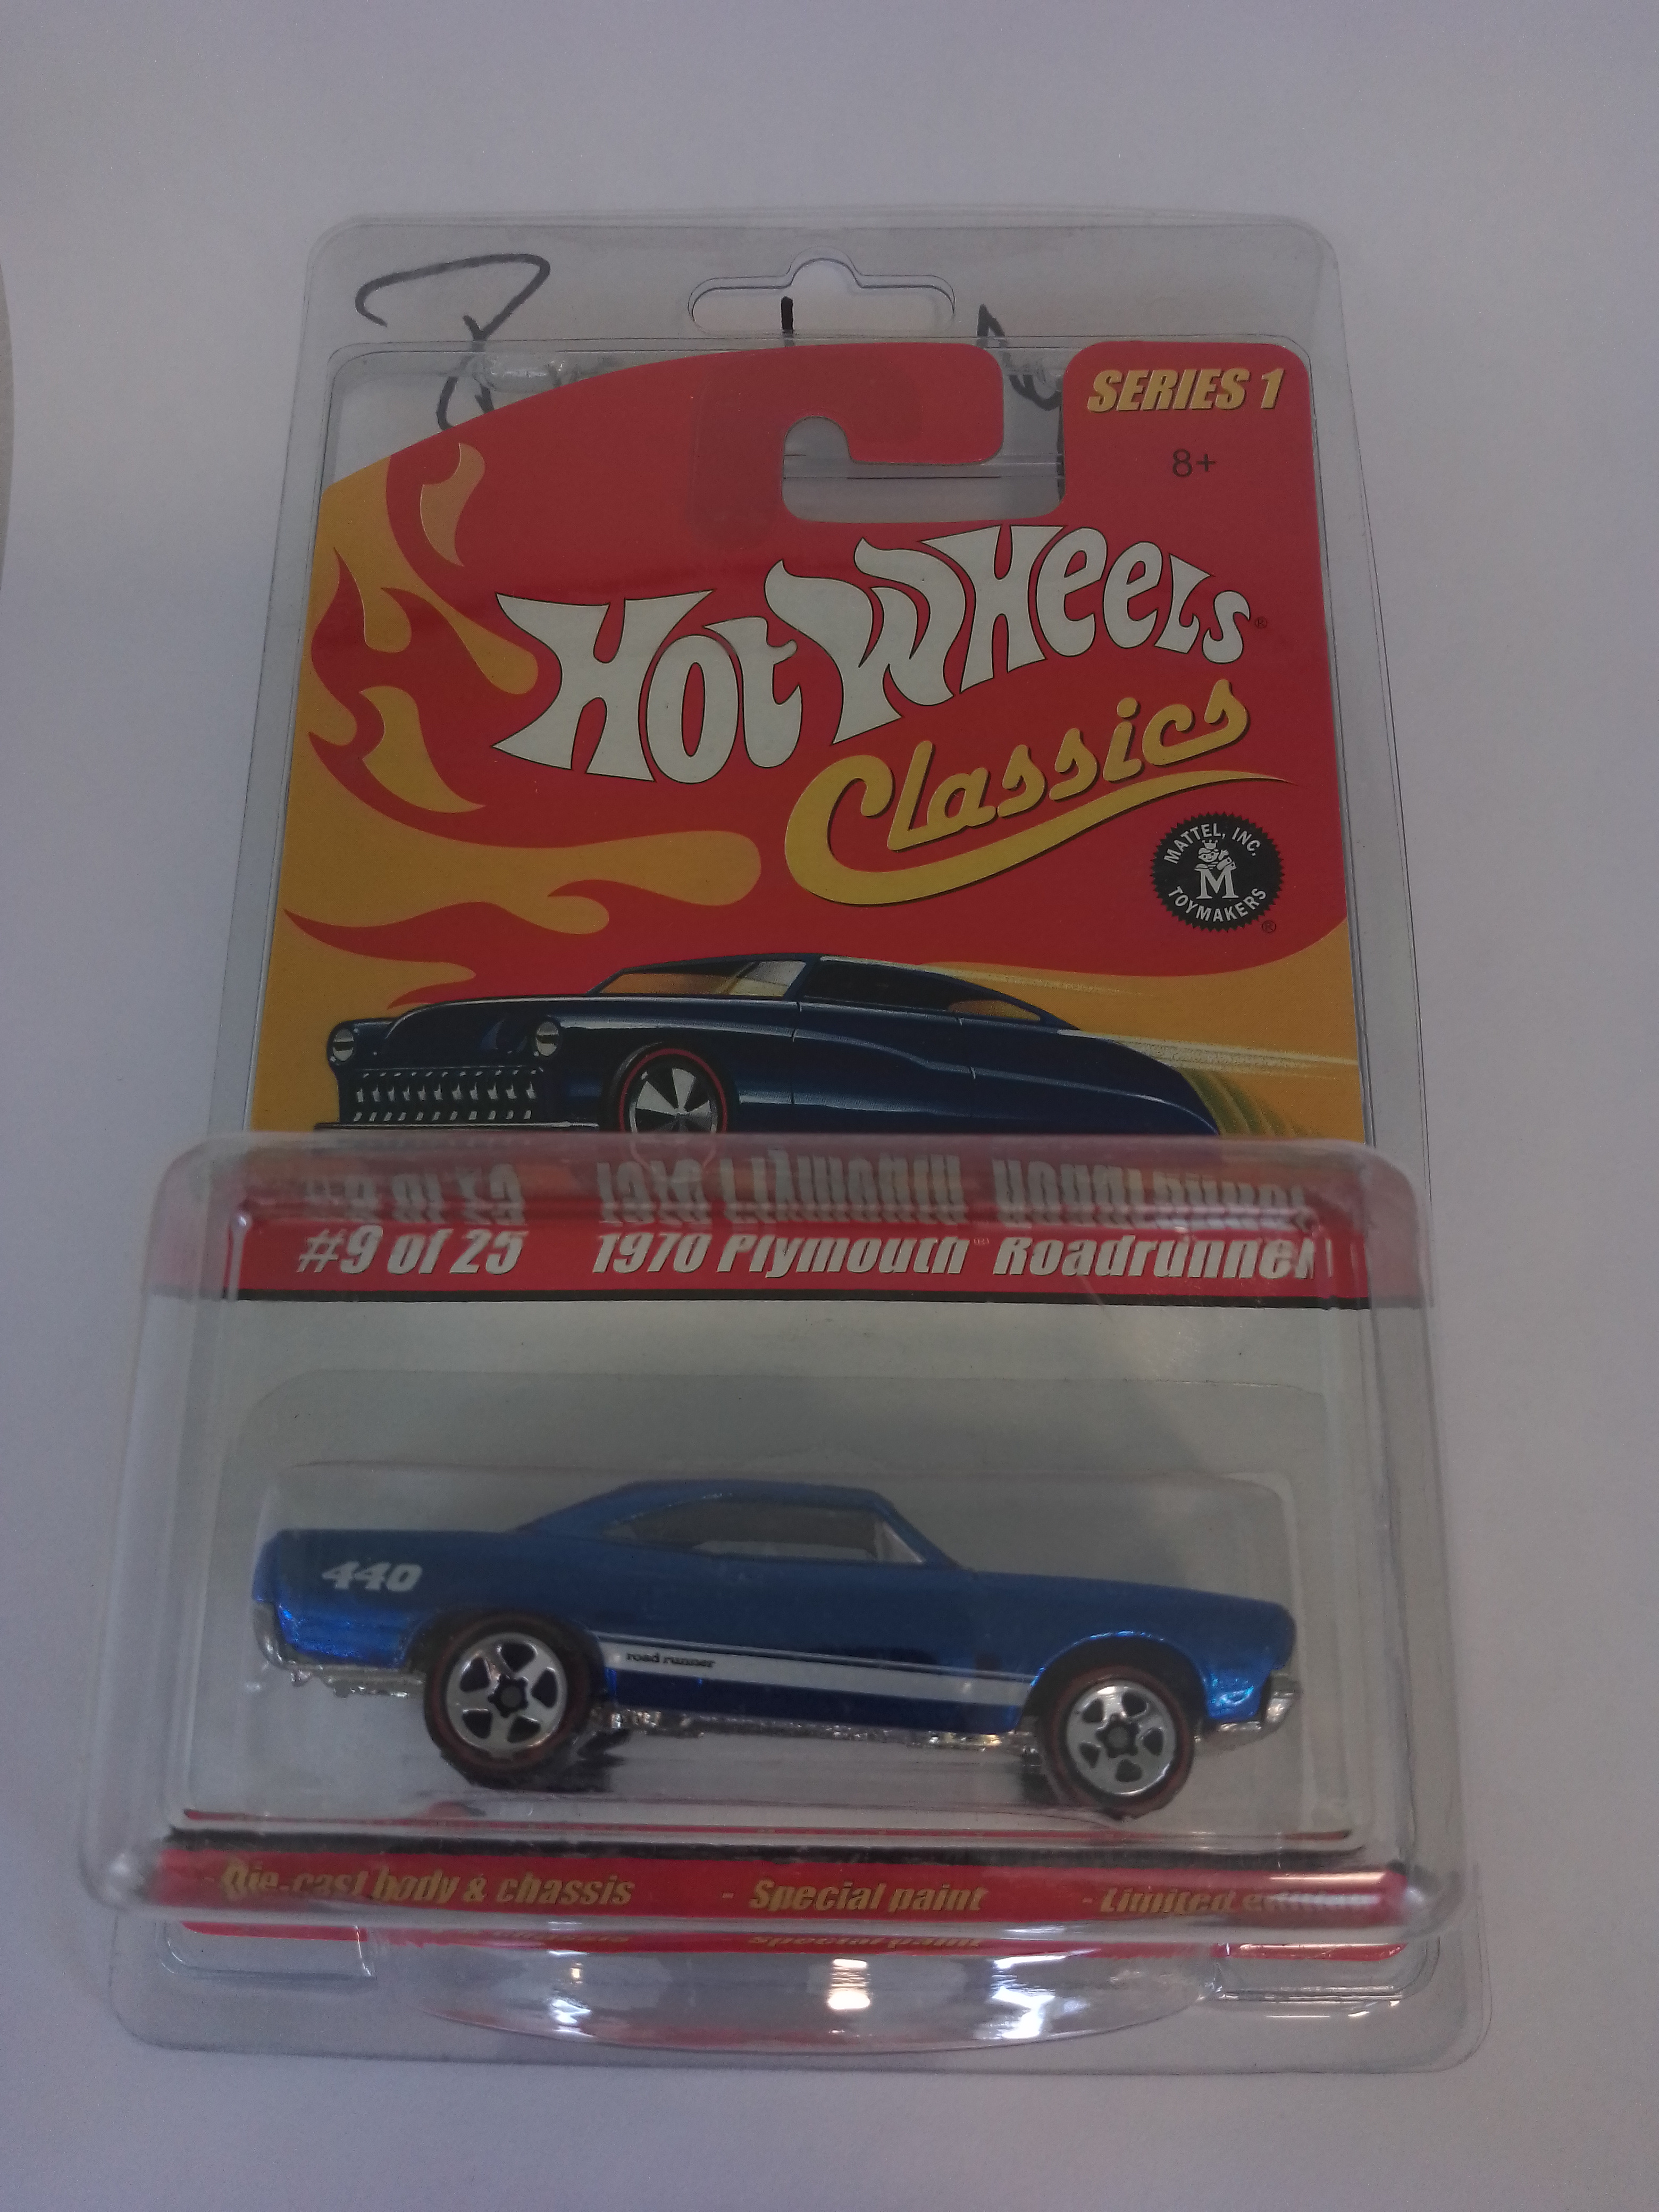 SERIES 1
8+
HOT WHEELS®
Classics
MATTEL, INC.
M
TOYMAKERS
®
#9 of 25 1970 Plymouth Roadrunner
440
road runner
- Die-cast body & chassis - Special paint - Limited edition